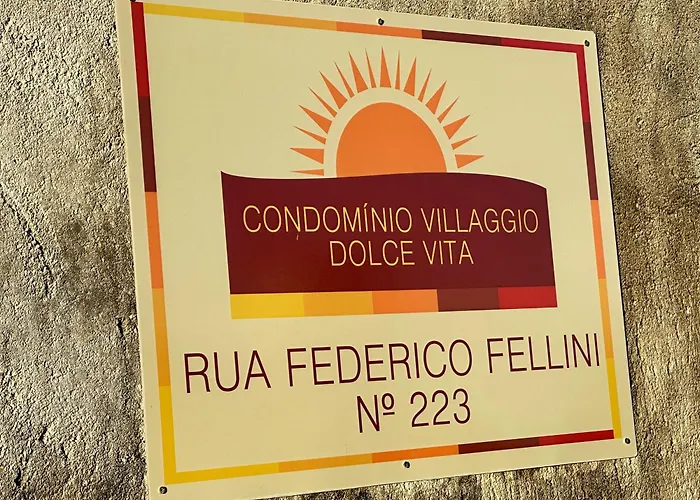 CONDOMÍNIO VILLAGGIO
DOLCE VITA
RUA FEDERICO FELLINI
Nº 223